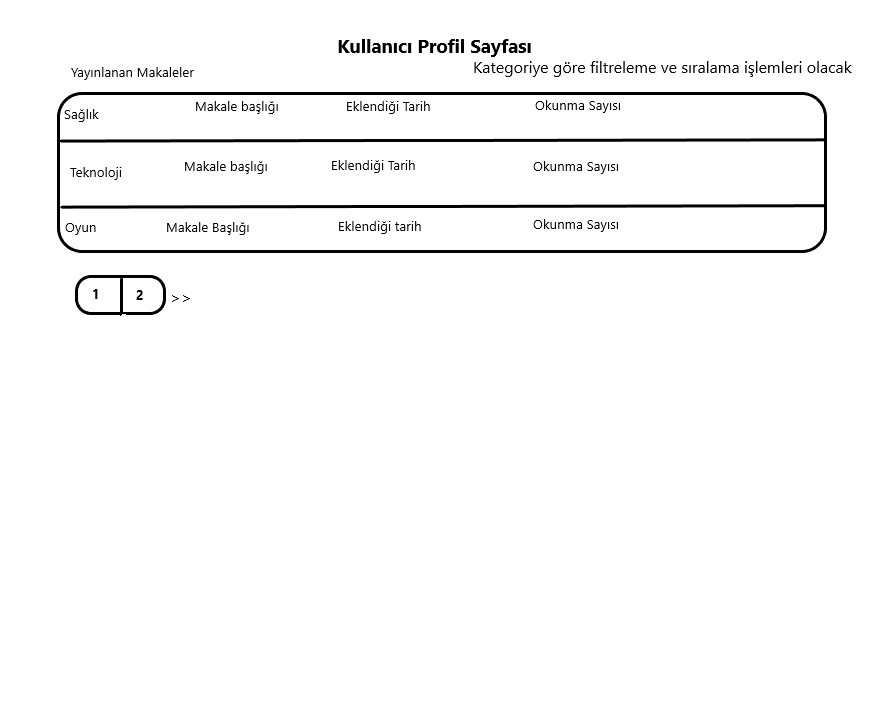 Kullanıcı Profil Sayfası
Yayınlanan Makaleler
Kategoriye göre filtreleme ve sıralama işlemleri olacak
Sağlık Makale başlığı Eklendiği Tarih Okunma Sayısı
Teknoloji Makale başlığı Eklendiği Tarih Okunma Sayısı
Oyun Makale Başlığı Eklendiği tarih Okunma Sayısı
1 2 >>